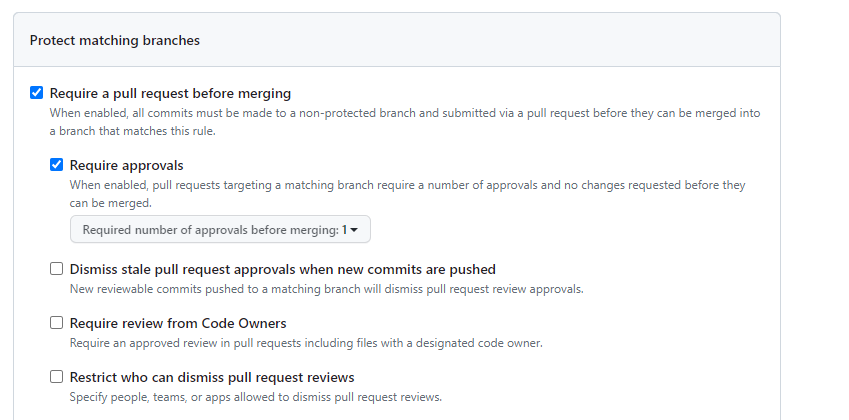 Protect matching branches
Require a pull request before merging
When enabled, all commits must be made to a non-protected branch and submitted via a pull request before they can be merged into
a branch that matches this rule.
Require approvals
When enabled, pull requests targeting a matching branch require a number of approvals and no changes requested before they
can be merged.
Required number of approvals before merging: 1
Dismiss stale pull request approvals when new commits are pushed
New reviewable commits pushed to a matching branch will dismiss pull request review approvals.
Require review from Code Owners
Require an approved review in pull requests including files with a designated code owner.
Restrict who can dismiss pull request reviews
Specify people, teams, or apps allowed to dismiss pull request reviews.